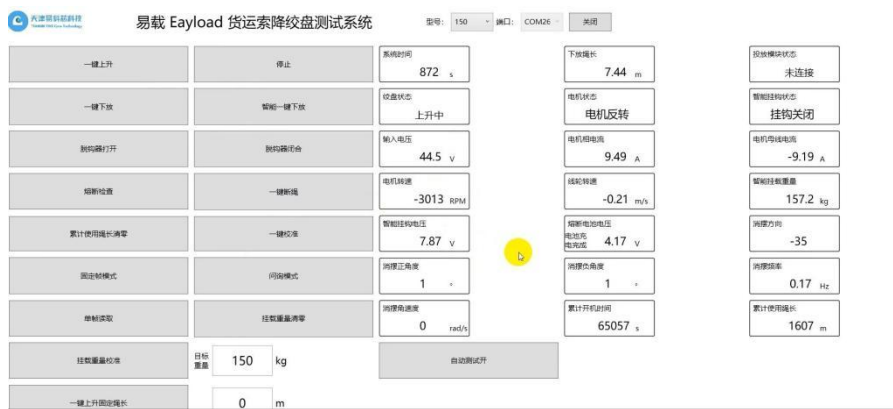 天津易码芯科技
易载 Eayload 货运索降绞盘测试系统
型号: 150 端口: COM26 关闭
一键上升 停止
系统时间 872 s
下放绳长 7.44 m
投放模块状态 未连接
一键下放 智能一键下放
绞盘状态 上升中
电机状态 电机反转
智能挂钩状态 挂钩关闭
脱钩器打开 脱钩器闭合
输入电压 44.5 V
电机相电流 9.49 A
电机母线电流 -9.19 A
熔断检查 一键断绳
电机转速 -3013 RPM
线轮转速 -0.21 m/s
智能挂载重量 157.2 kg
累计使用绳长清零 一键校准
智能挂钩电压 7.87 V
熔断电池电压 电池充电完成 4.17 V
消摆方向 -35
固定帧模式 问询模式
消摆正角度 1 °
消摆负角度 1 °
消摆频率 0.17 Hz
单帧读取 挂载重量清零
消摆角速度 0 rad/s
累计开机时间 65057 s
累计使用绳长 1607 m
挂载重量校准 目标重量 150 kg 自动测试开
一键上升固定绳长 0 m